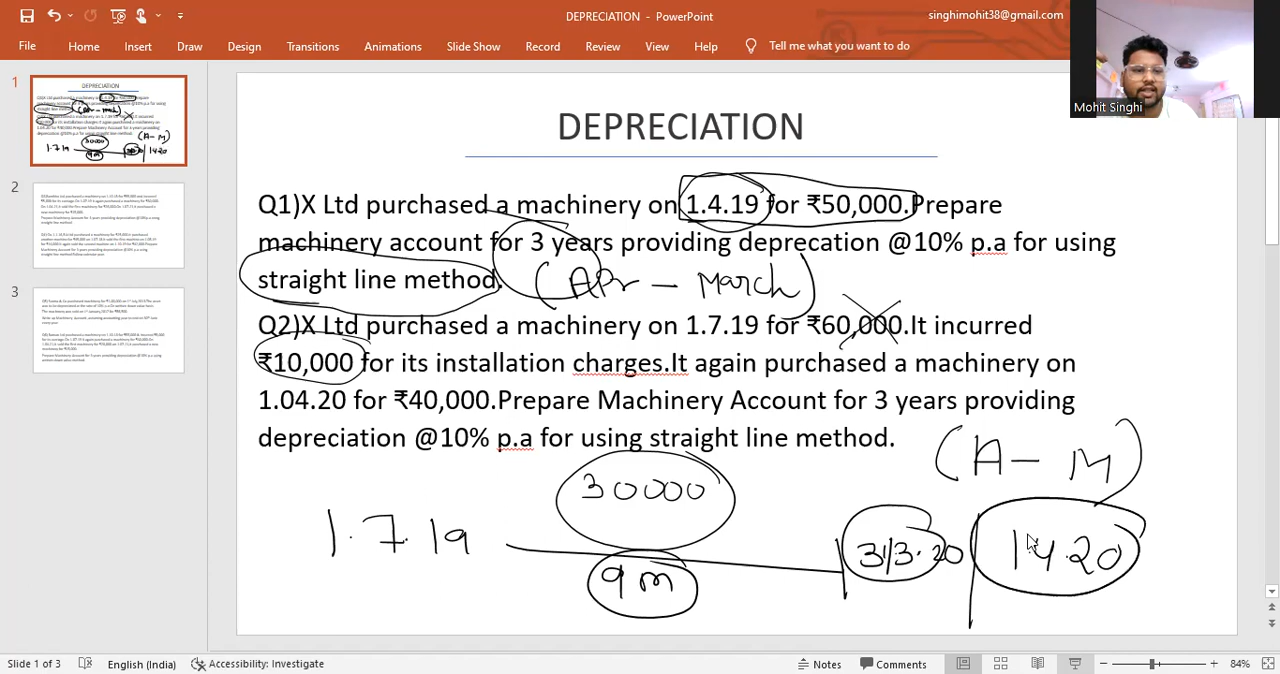 DEPRECIATION - PowerPoint
singhimohit38@gmail.com
File Home Insert Draw Design Slide Show Transitions Animations Record Review View Help Tell me what you want to do
Mohit Singhi
1
DEPRECIATION
2
3
DEPRECIATION
Q1)X Ltd purchased a machinery on 1.4.19 for ₹50,000.Prepare
machinery account for 3 years providing deprecation @10% p.a for using
straight line method.
(Apr - March)
Q2)X Ltd purchased a machinery on 1.7.19 for ₹60,000.It incurred
₹10,000 for its installation charges.It again purchased a machinery on
1.04.20 for ₹40,000.Prepare Machinery Account for 3 years providing
depreciation @10% p.a for using straight line method.
(A - M)
30000
1.7.19
9m
31/3.20
1.4.20
Slide 1 of 3 English (India) Accessibility: Investigate Notes Comments 84%